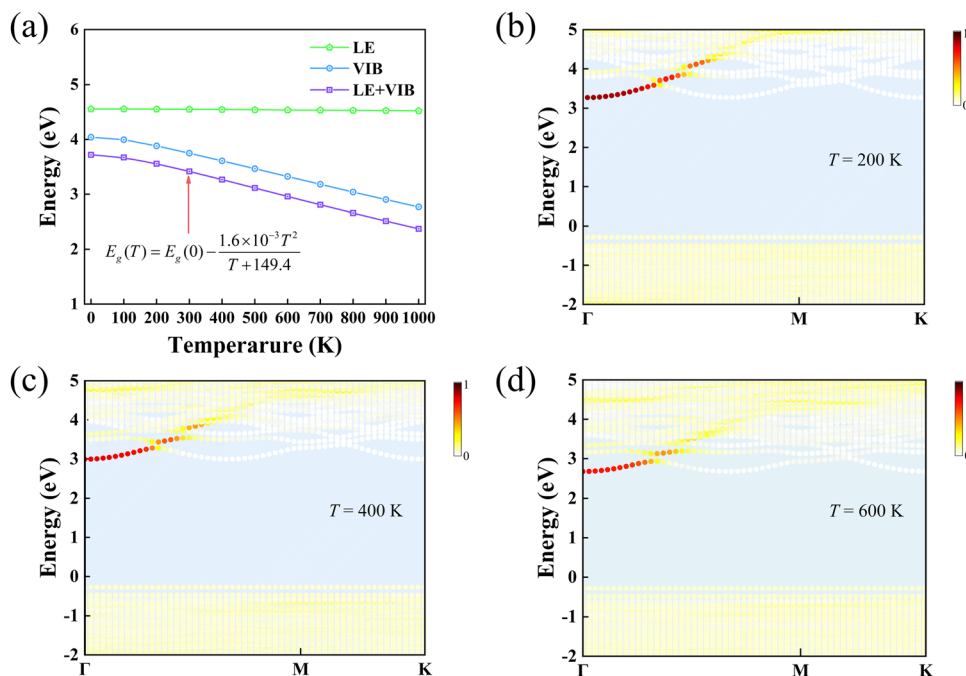 (a)
6
5
4
3
2
1
Energy (eV)
LE
VIB
LE+VIB
E_g(T) = E_g(0) − 1.6×10⁻³T² / T+149.4
0 100 200 300 400 500 600 700 800 900 1000
Temperarure (K)
(b)
5
4
3
2
1
0
-1
-2
Energy (eV)
T = 200 K
Γ M K
1
0
(c)
5
4
3
2
1
0
-1
-2
Energy (eV)
T = 400 K
Γ M K
1
0
(d)
5
4
3
2
1
0
-1
-2
Energy (eV)
T = 600 K
Γ M K